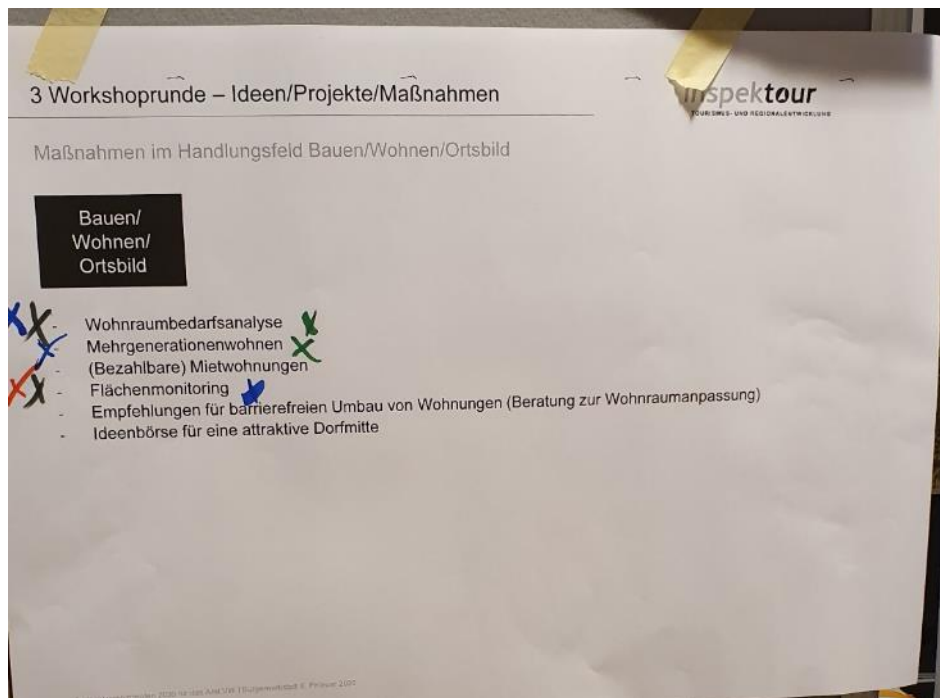 3 Workshoprunde – Ideen/Projekte/Maßnahmen
inspektour
TOURISMUS- UND REGIONALENTWICKLUNG
Maßnahmen im Handlungsfeld Bauen/Wohnen/Ortsbild
Bauen/
Wohnen/
Ortsbild
- Wohnraumbedarfsanalyse
- Mehrgenerationenwohnen
- (Bezahlbare) Mietwohnungen
- Flächenmonitoring
- Empfehlungen für barrierefreien Umbau von Wohnungen (Beratung zur Wohnraumanpassung)
- Ideenbörse für eine attraktive Dorfmitte